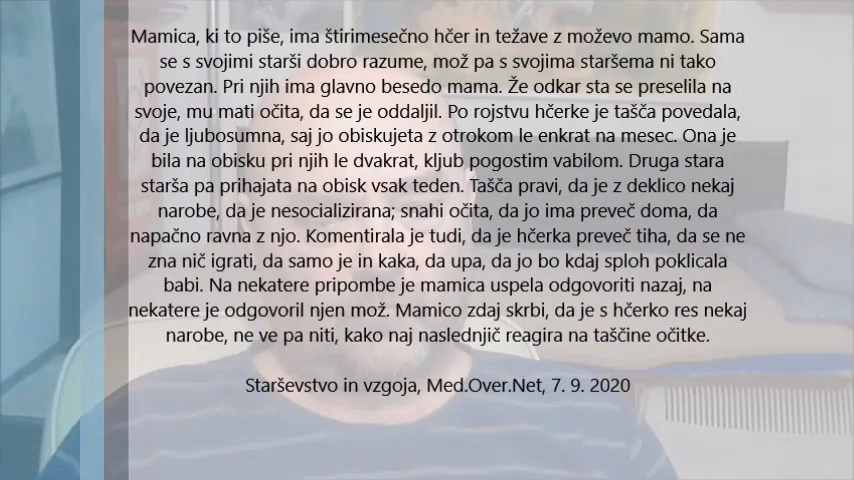 Mamica, ki to piše, ima štirimesečno hčer in težave z moževo mamo. Sama
se s svojimi starši dobro razume, mož pa s svojima staršema ni tako
povezan. Pri njih ima glavno besedo mama. Že odkar sta se preselila na
svoje, mu mati očita, da se je oddaljil. Po rojstvu hčerke je tašča povedala,
da je ljubosumna, saj jo obiskujeta z otrokom le enkrat na mesec. Ona je
bila na obisku pri njih le dvakrat, kljub pogostim vabilom. Druga stara
starša pa prihajata na obisk vsak teden. Tašča pravi, da je z deklico nekaj
narobe, da je nesocializirana; snahi očita, da jo ima preveč doma, da
napačno ravna z njo. Komentirala je tudi, da je hčerka preveč tiha, da se ne
zna nič igrati, da samo je in kaka, da upa, da jo bo kdaj sploh poklicala
babi. Na nekatere pripombe je mamica uspela odgovoriti nazaj, na
nekatere je odgovoril njen mož. Mamico zdaj skrbi, da je s hčerko res nekaj
narobe, ne ve pa niti, kako naj naslednjič reagira na taščine očitke.
Starševstvo in vzgoja, Med.Over.Net, 7. 9. 2020